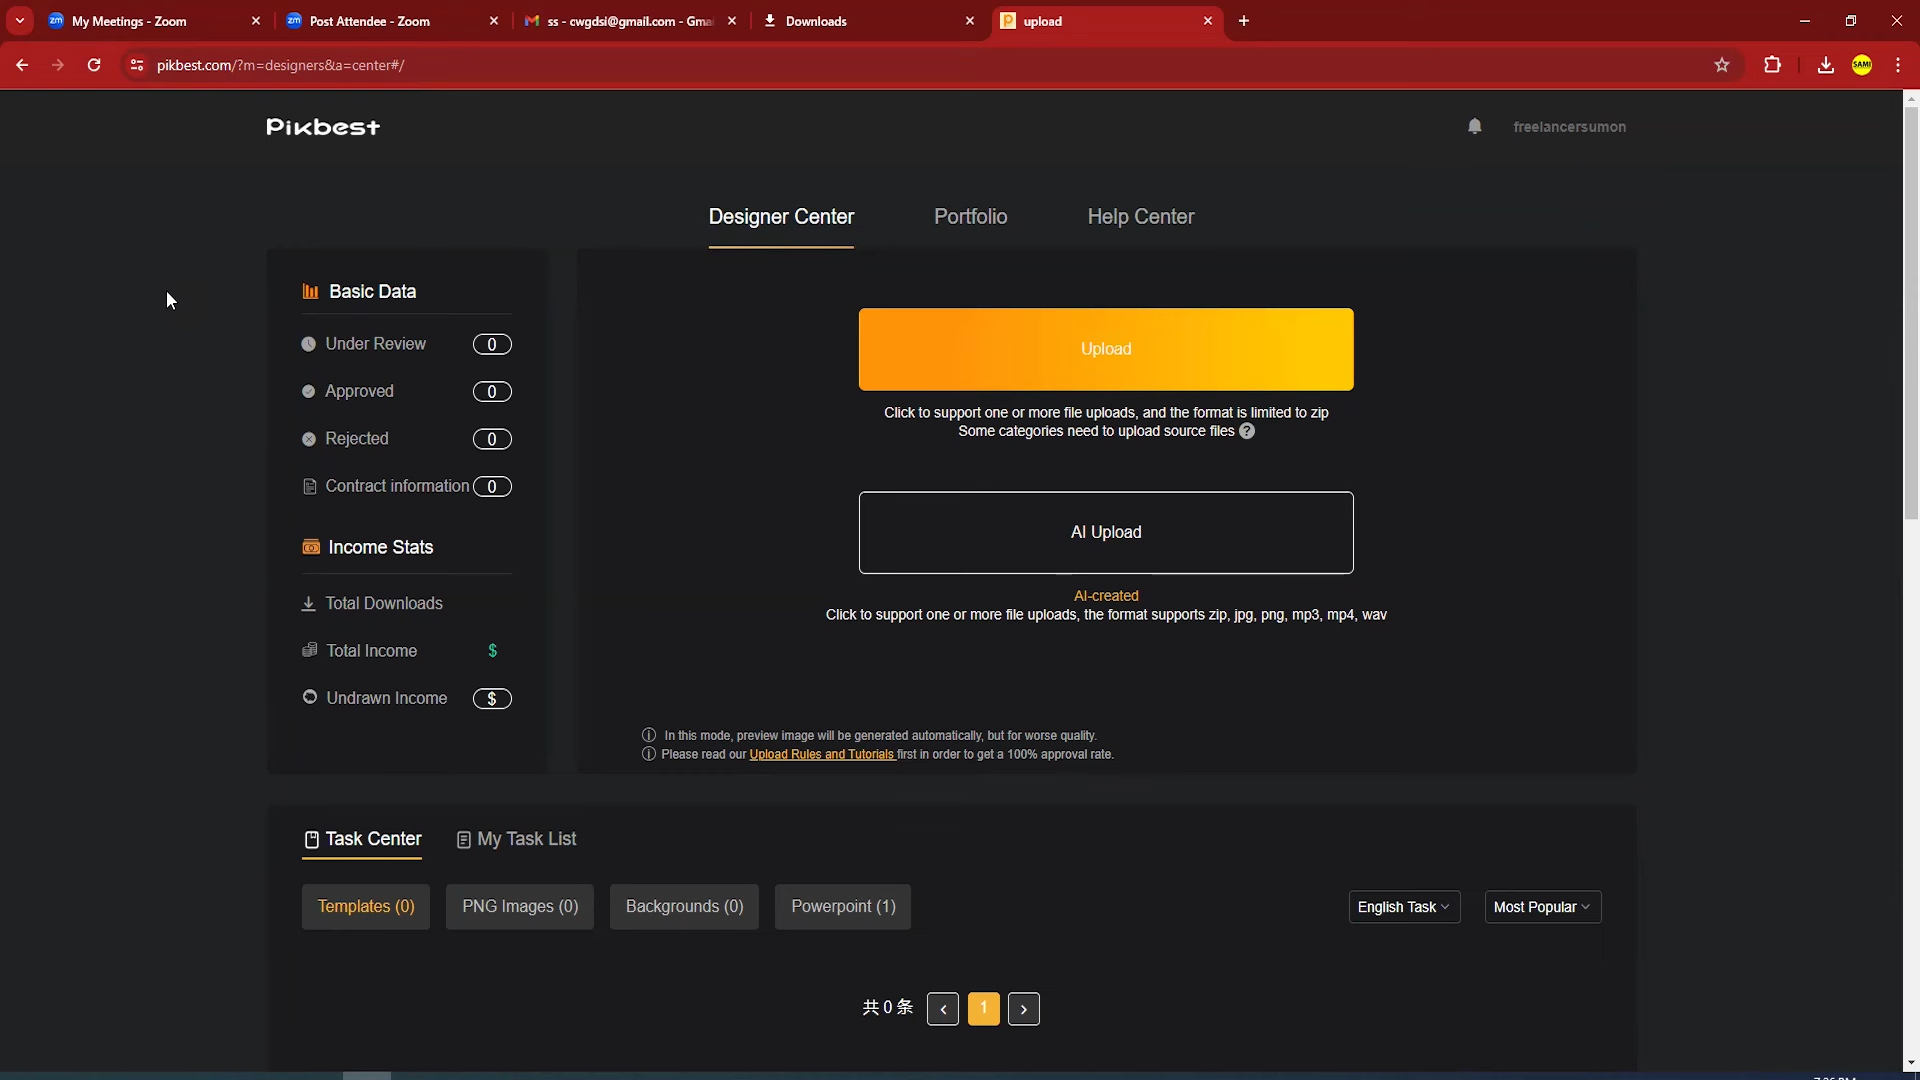 My Meetings - Zoom
Post Attendee - Zoom
ss - cwgdsi@gmail.com - Gma
Downloads
upload
pikbest.com/?m=designers&a=center#/
SAMI
Pikbest
freelancersumon
Designer Center
Portfolio
Help Center
Basic Data
Under Review 0
Approved 0
Rejected 0
Contract information 0
Income Stats
Total Downloads
Total Income $
Undrawn Income $
Upload
Click to support one or more file uploads, and the format is limited to zip
Some categories need to upload source files ?
AI Upload
AI-created
Click to support one or more file uploads, the format supports zip, jpg, png, mp3, mp4, wav
In this mode, preview image will be generated automatically, but for worse quality.
Please read our Upload Rules and Tutorials first in order to get a 100% approval rate.
Task Center
My Task List
Templates (0)
PNG Images (0)
Backgrounds (0)
Powerpoint (1)
English Task
Most Popular
共 0 条
1